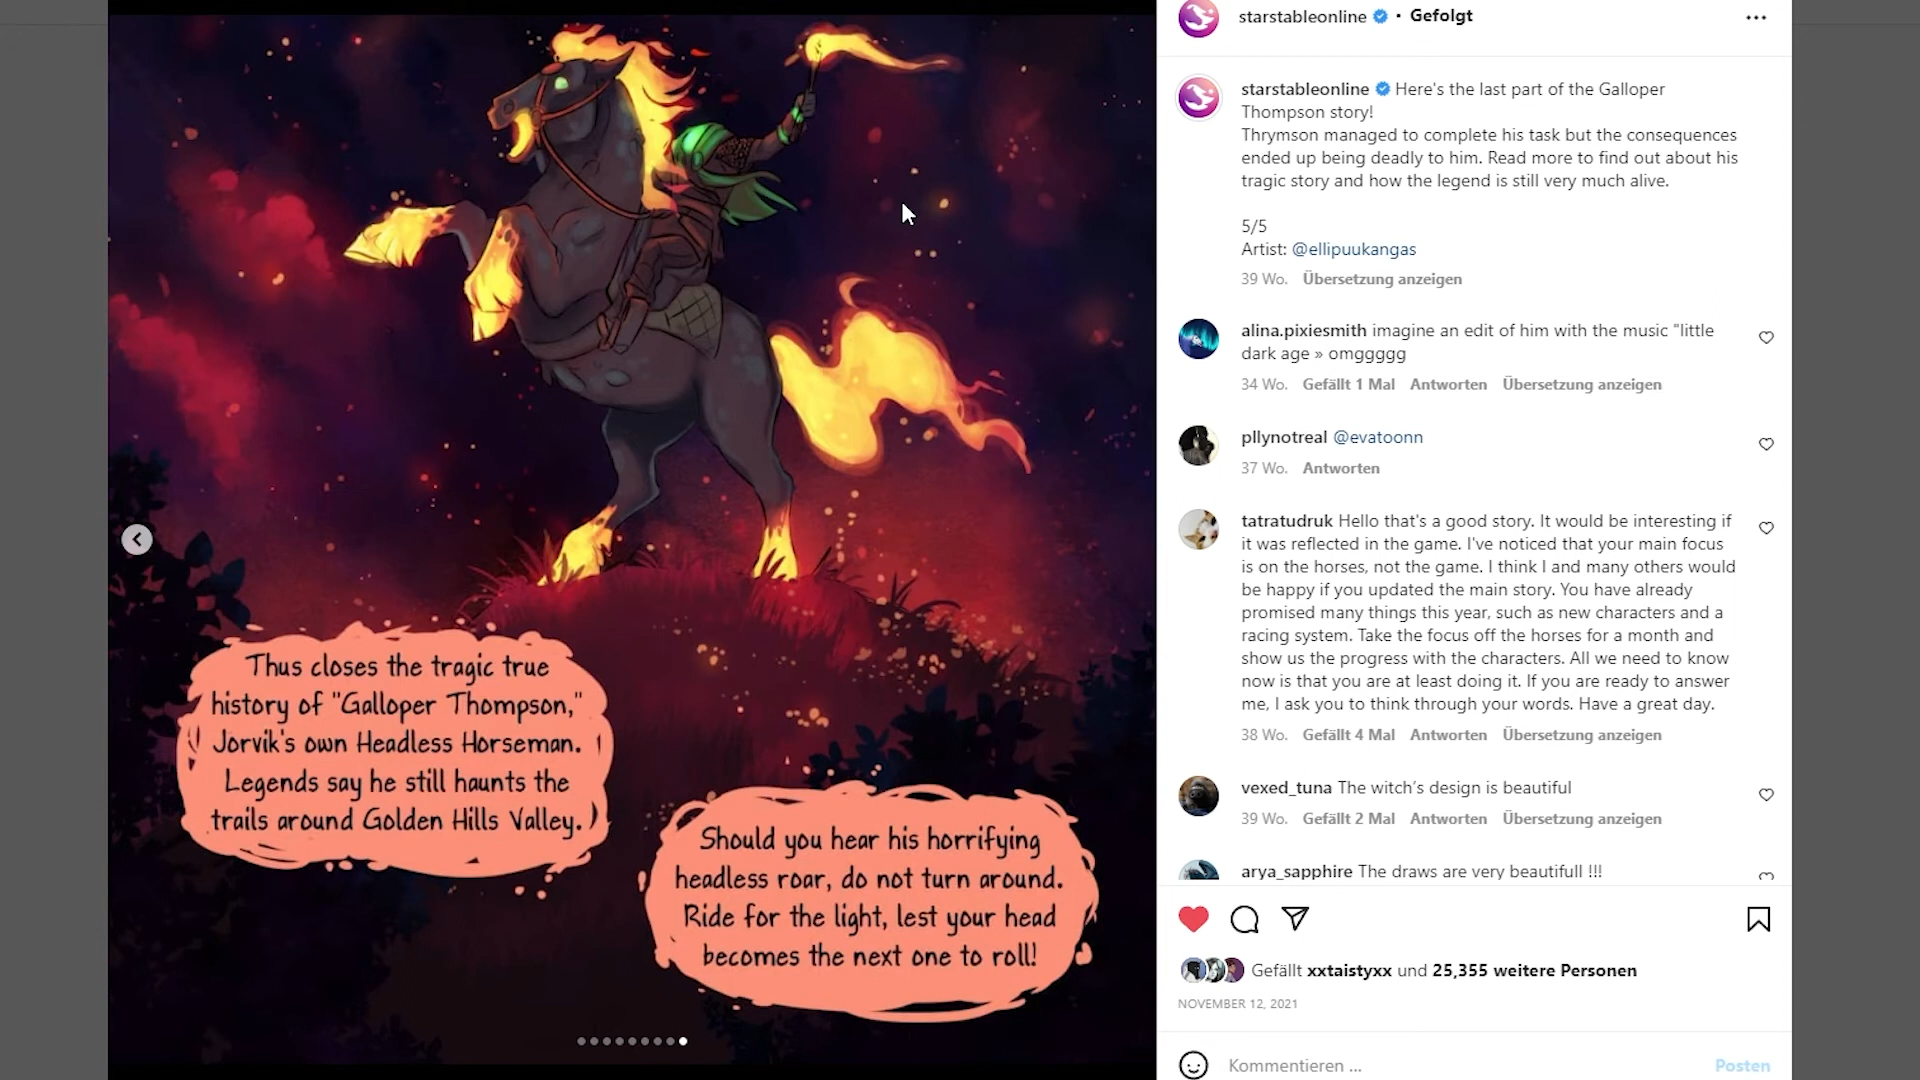 Thus closes the tragic true
history of "Galloper Thompson,"
Jorvik's own Headless Horseman.
Legends say he still haunts the
trails around Golden Hills Valley.
Should you hear his horrifying
headless roar, do not turn around.
Ride for the light, lest your head
becomes the next one to roll!
starstableonline • Gefolgt
starstableonline Here's the last part of the Galloper
Thompson story!
Thrymson managed to complete his task but the consequences
ended up being deadly to him. Read more to find out about his
tragic story and how the legend is still very much alive.
5/5
Artist: @ellipuukangas
39 Wo. Übersetzung anzeigen
alina.pixiesmith imagine an edit of him with the music "little
dark age » omggggg
34 Wo. Gefällt 1 Mal Antworten Übersetzung anzeigen
pllynotreal @evatoonn
37 Wo. Antworten
tatratudruk Hello that's a good story. It would be interesting if
it was reflected in the game. I've noticed that your main focus
is on the horses, not the game. I think I and many others would
be happy if you updated the main story. You have already
promised many things this year, such as new characters and a
racing system. Take the focus off the horses for a month and
show us the progress with the characters. All we need to know
now is that you are at least doing it. If you are ready to answer
me, I ask you to think through your words. Have a great day.
38 Wo. Gefällt 4 Mal Antworten Übersetzung anzeigen
vexed_tuna The witch’s design is beautiful
39 Wo. Gefällt 2 Mal Antworten Übersetzung anzeigen
arya_sapphire The draws are very beautifull !!!
Gefällt xxtaistyxx und 25,355 weitere Personen
NOVEMBER 12, 2021
Kommentieren ... Posten